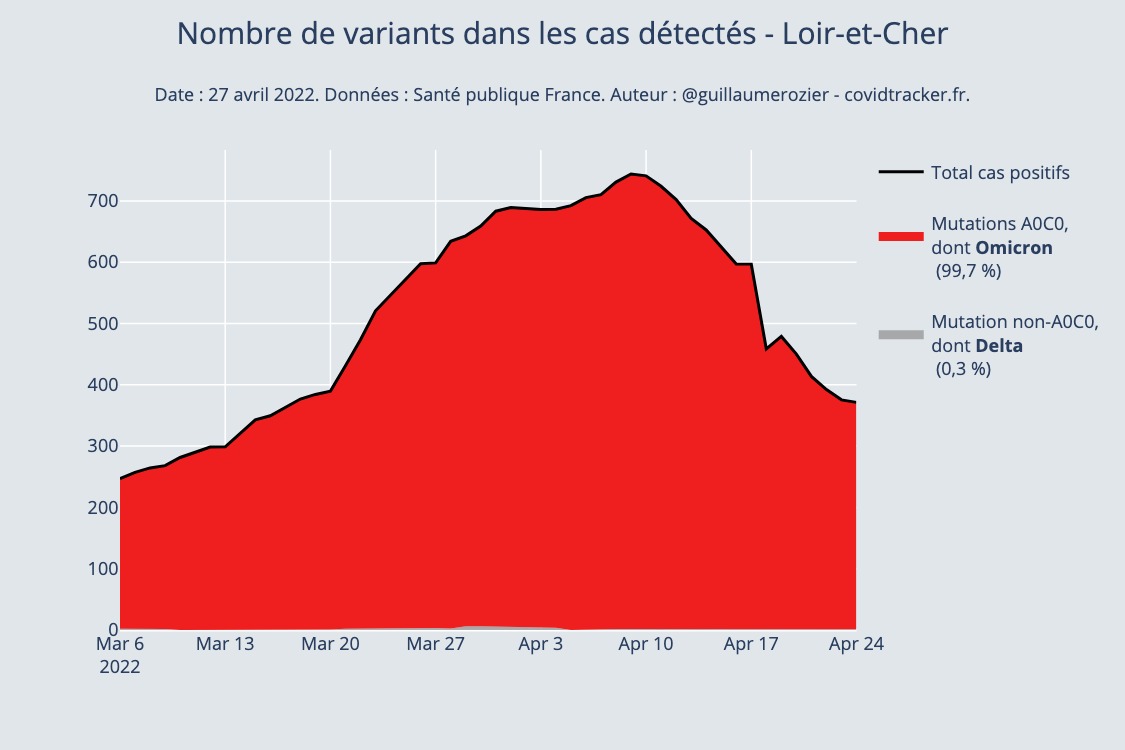 Nombre de variants dans les cas détectés - Loir-et-Cher
Date : 27 avril 2022. Données : Santé publique France. Auteur : @guillaumerozier - covidtracker.fr.
Total cas positifs
Mutations A0C0,
dont Omicron
(99,7 %)
Mutation non-A0C0,
dont Delta
(0,3 %)
700
600
500
400
300
200
100
0
Mar 6 Mar 13 Mar 20 Mar 27 Apr 3 Apr 10 Apr 17 Apr 24
2022